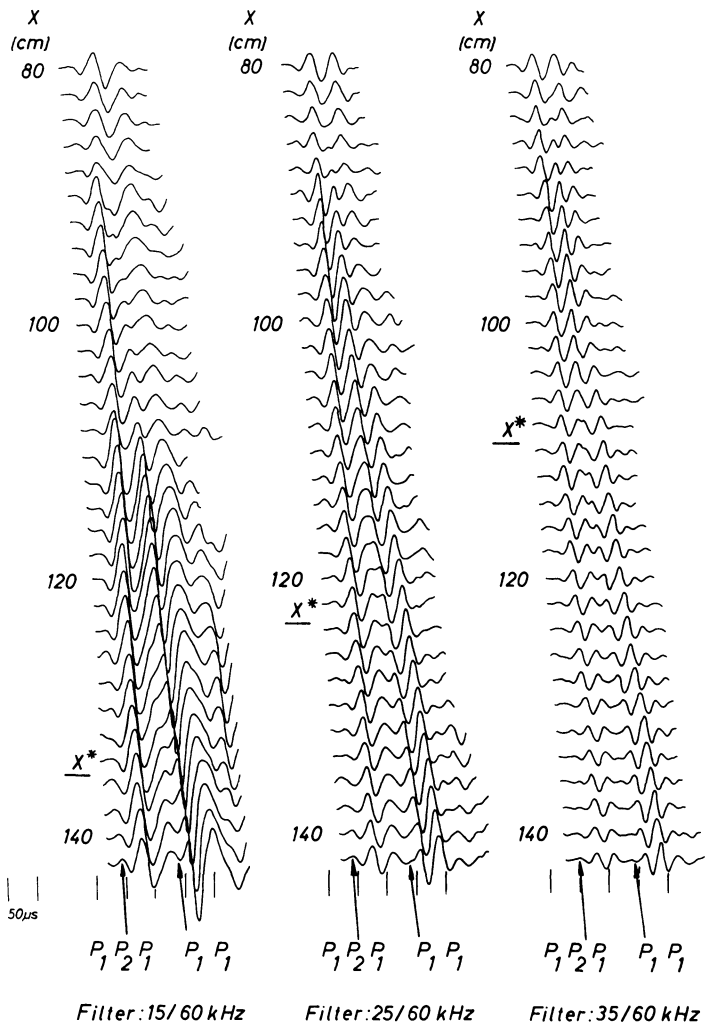 X X X
(cm) (cm) (cm)
80 80 80
100 100 100
X*
120 120 120
X*
X*
140 140 140
50μs
P1 P2 P1 P1 P1 P1 P2 P1 P1 P1 P1 P2 P1 P1 P1
Filter: 15/60 kHz Filter: 25/60 kHz Filter: 35/60 kHz